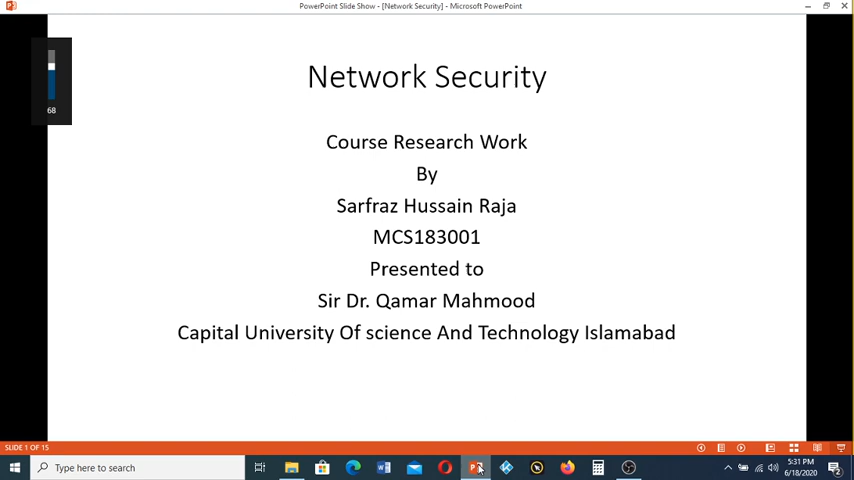 PowerPoint Slide Show - [Network Security] - Microsoft PowerPoint
68
Network Security
Course Research Work
By
Sarfraz Hussain Raja
MCS183001
Presented to
Sir Dr. Qamar Mahmood
Capital University Of science And Technology Islamabad
SLIDE 1 OF 15
Type here to search
5:31 PM
6/18/2020
2